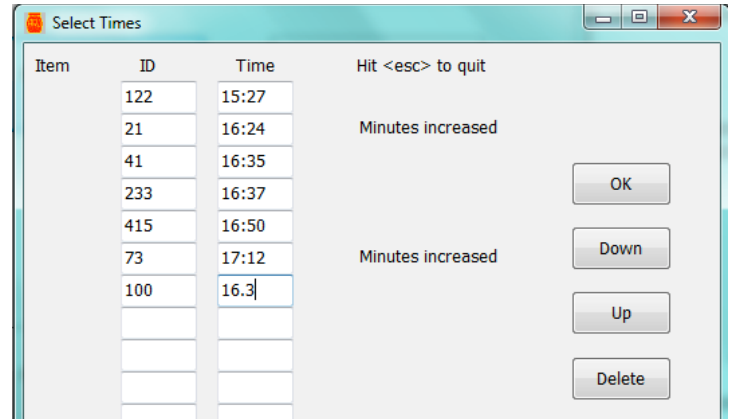 Select Times
Item ID Time Hit <esc> to quit
122 15:27
21 16:24 Minutes increased
41 16:35
233 16:37
415 16:50
73 17:12 Minutes increased
100 16.3
OK
Down
Up
Delete